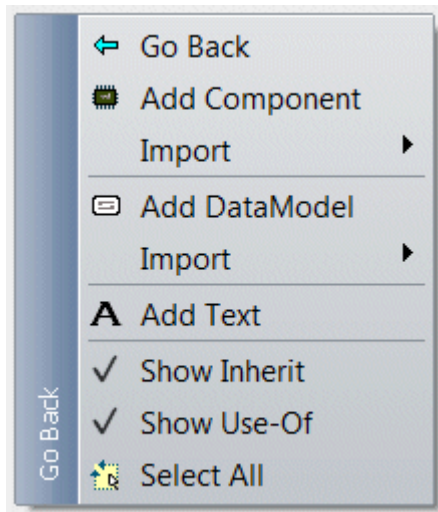 Go Back
Add Component
Import
Add DataModel
Import
Add Text
Show Inherit
Show Use-Of
Select All
Go Back